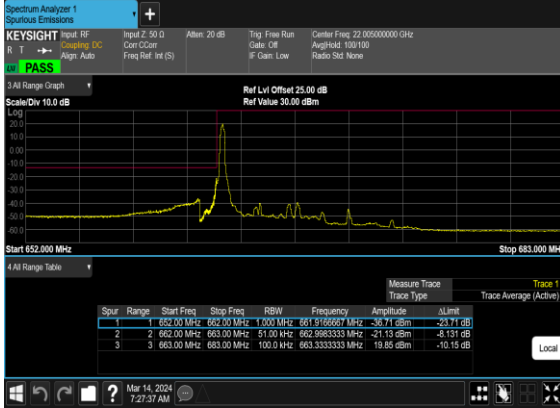 Spectrum Analyzer 1
Spurious Emissions
+
KEYSIGHT Input: RF Input Z: 50 Ω Atten: 20 dB Trig: Free Run Center Freq: 22.005000000 GHz
R T Coupling: DC Corr CCorr Gate: Off Avg|Hold: 100/100
Align: Auto Freq Ref: Int (S) IF Gain: Low Radio Std: None
PASS
3 All Range Graph
Ref Lvl Offset 25.00 dB
Scale/Div 10.0 dB Ref Value 30.00 dBm
Log
20.0
10.0
0.00
-10.0
-20.0
-30.0
-40.0
-50.0
-60.0
Start 652.000 MHz Stop 683.000 MH
4 All Range Table
Measure Trace Trace 1
Trace Type Trace Average (Active)
Spur Range Start Freq Stop Freq RBW Frequency Amplitude ΔLimit
1 1 652.00 MHz 662.00 MHz 1.000 MHz 661.9166667 MHz -36.71 dBm -23.71 dB
2 2 662.00 MHz 663.00 MHz 51.00 kHz 662.9983333 MHz -21.13 dBm -8.131 dB
3 3 663.00 MHz 683.00 MHz 100.0 kHz 663.3333333 MHz 19.85 dBm -10.15 dB
Local
?
Mar 14, 2024
7:27:37 AM